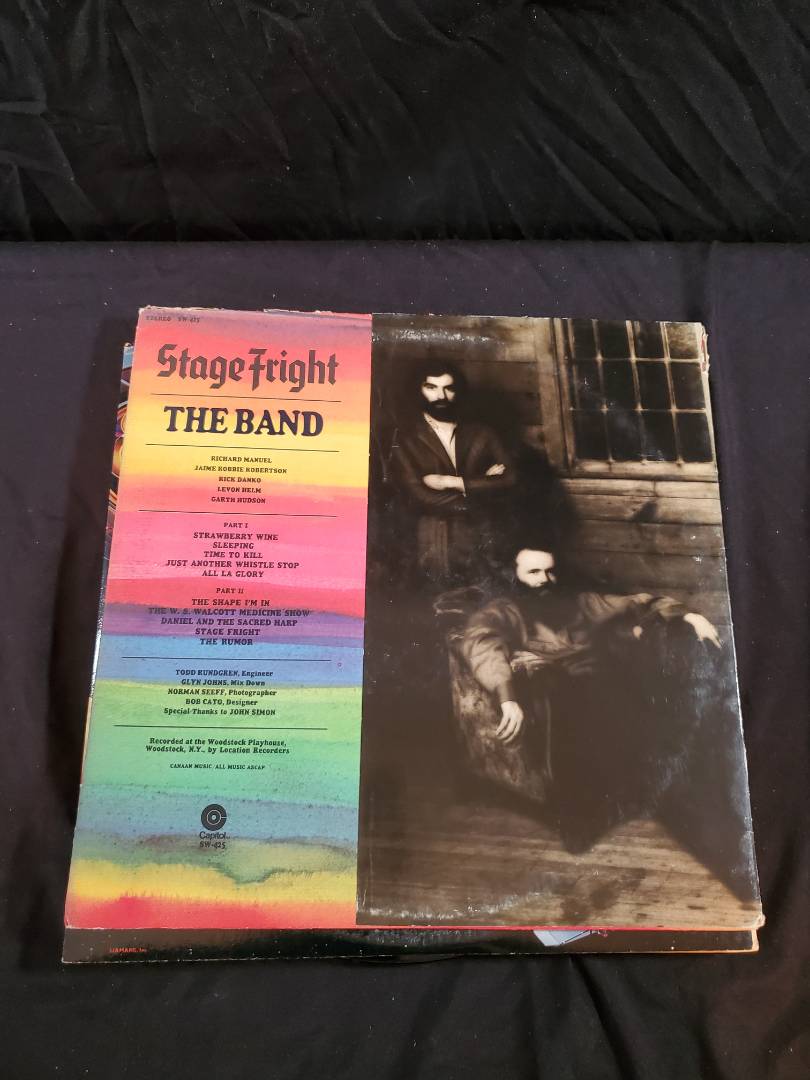 STEREO SW-425
Stage Fright
THE BAND
RICHARD MANUEL
JAIME ROBBIE ROBERTSON
RICK DANKO
LEVON HELM
GARTH HUDSON
PART I
STRAWBERRY WINE
SLEEPING
TIME TO KILL
JUST ANOTHER WHISTLE STOP
ALL LA GLORY
PART II
THE SHAPE I'M IN
THE W. S. WALCOTT MEDICINE SHOW
DANIEL AND THE SACRED HARP
STAGE FRIGHT
THE RUMOR
TODD RUNDGREN, Engineer
GLYN JOHNS, Mix Down
NORMAN SEEFF, Photographer
BOB CATO, Designer
Special Thanks to JOHN SIMON
Recorded at the Woodstock Playhouse,
Woodstock, N.Y., by Location Recorders
CANAAN MUSIC/ALL MUSIC ASCAP
Capitol
SW-425